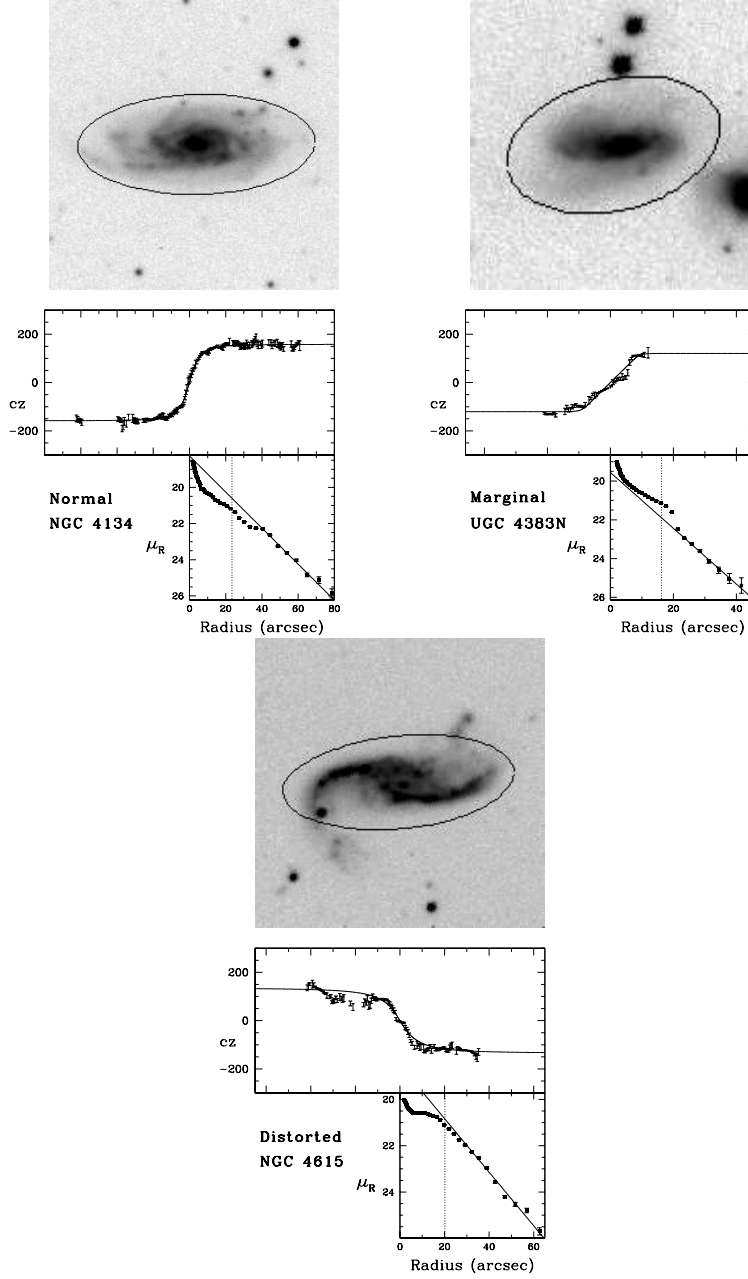 200
0
cz
−200
20
22
24
26
μR
Normal
NGC 4134
0 20 40 60 80
Radius (arcsec)
200
0
cz
−200
20
22
24
26
μR
Marginal
UGC 4383N
0 20 40
Radius (arcsec)
200
0
cz
−200
20
22
24
μR
Distorted
NGC 4615
0 20 40 60
Radius (arcsec)